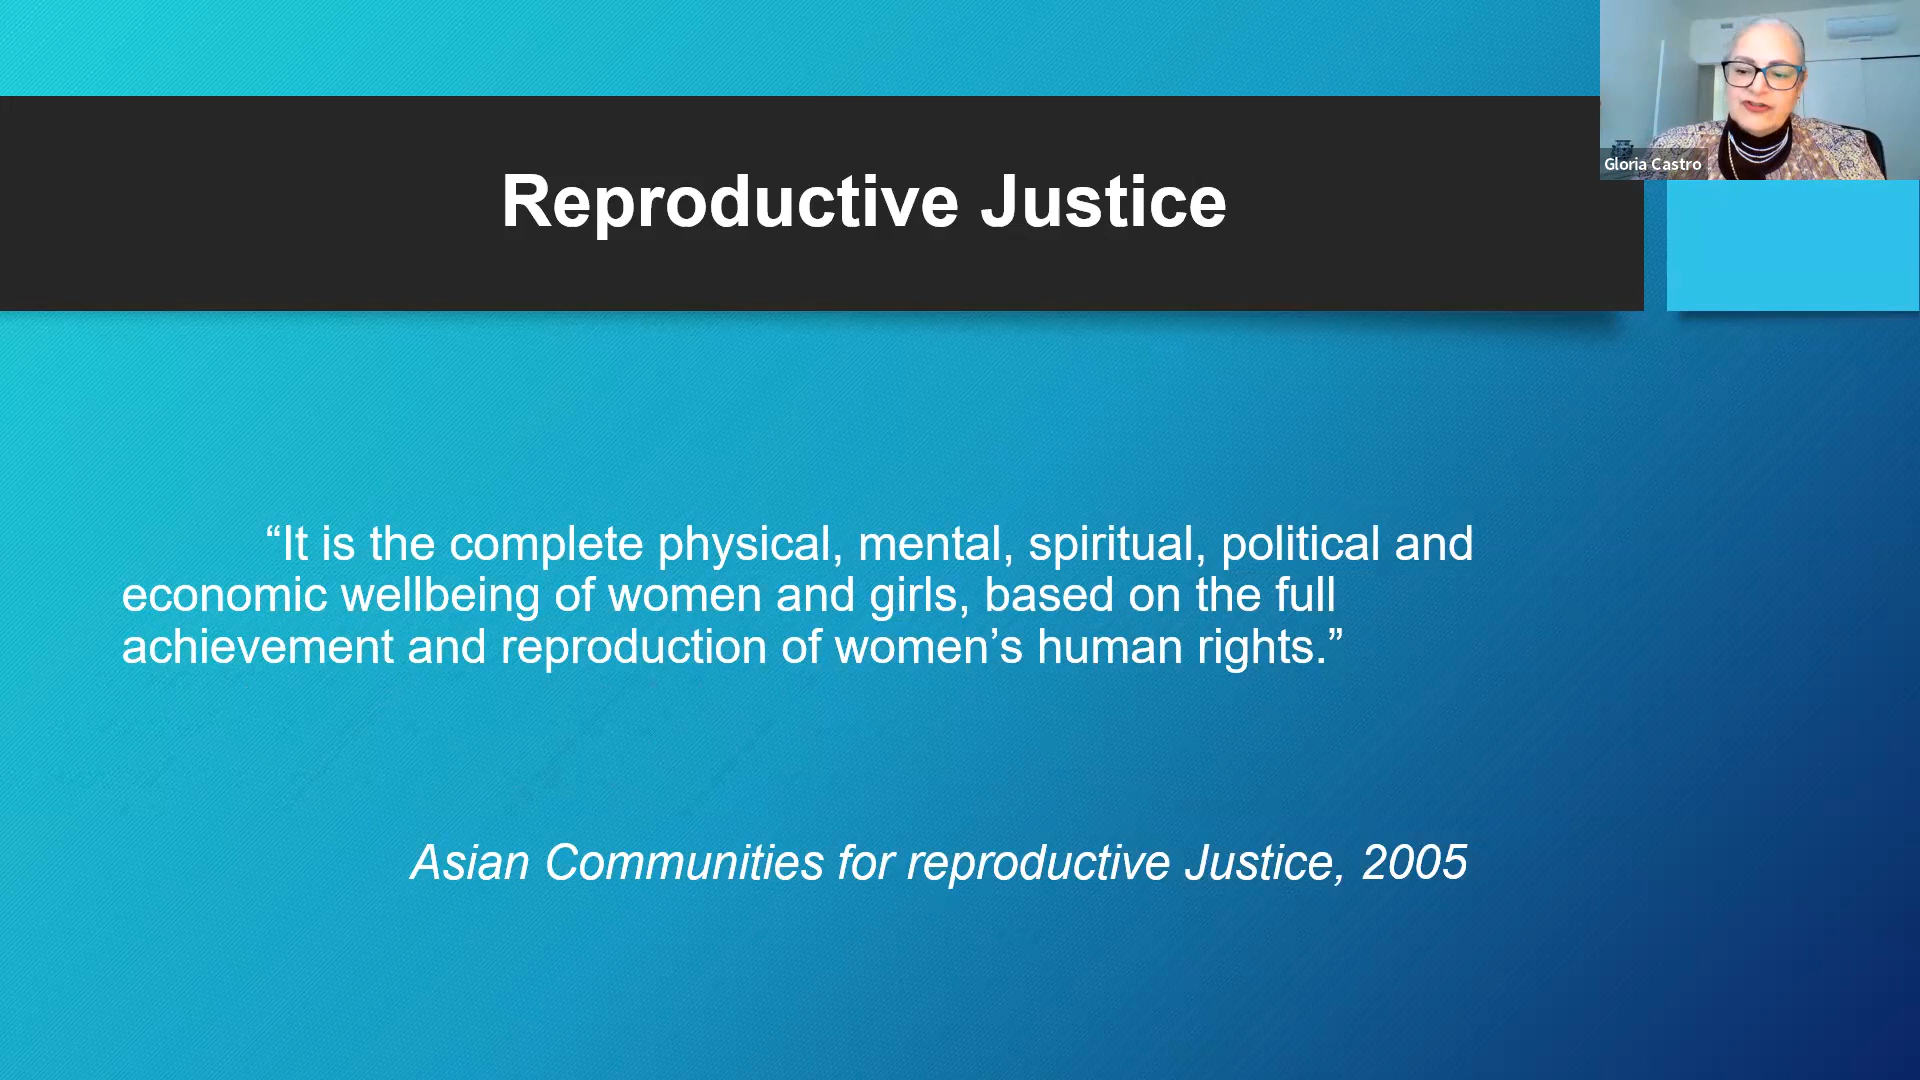 Gloria Castro
Reproductive Justice
“It is the complete physical, mental, spiritual, political and
economic wellbeing of women and girls, based on the full
achievement and reproduction of women’s human rights.”
Asian Communities for reproductive Justice, 2005